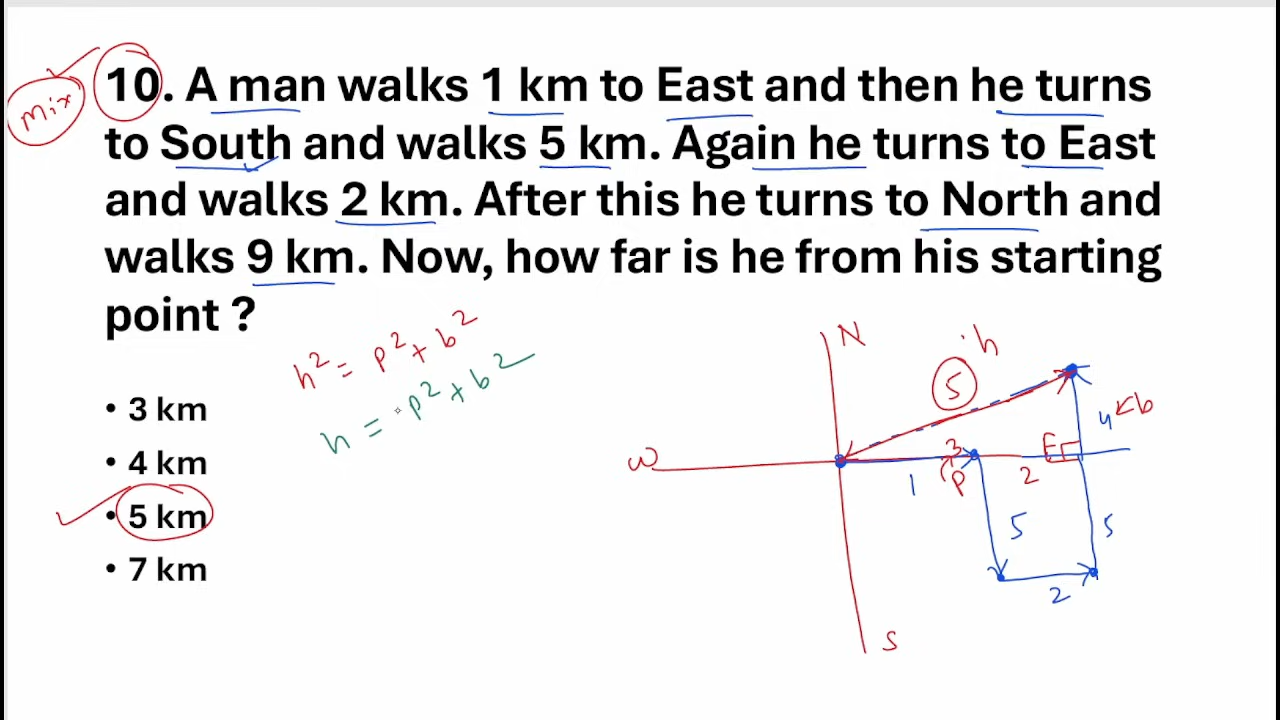 mix
10. A man walks 1 km to East and then he turns
to South and walks 5 km. Again he turns to East
and walks 2 km. After this he turns to North and
walks 9 km. Now, how far is he from his starting
point ?
h² = p² + b²
h = p² + b²
• 3 km
• 4 km
• 5 km
• 7 km
N
h
5
4 b
W
3
E
1
p
2
5
5
2
S